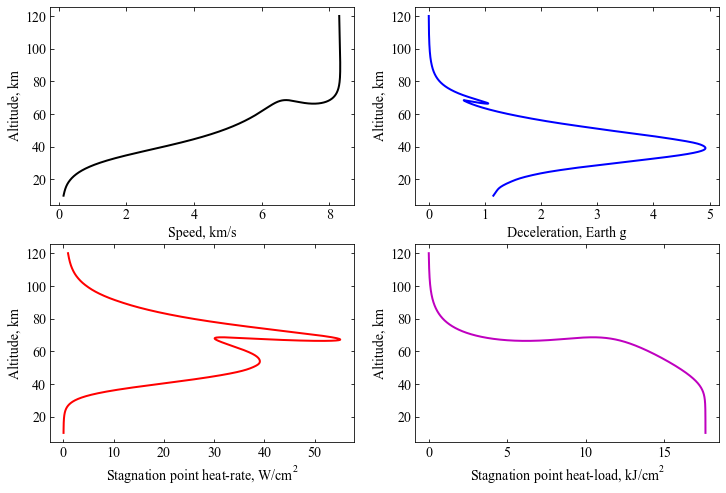 120
100
80
60
40
20
Altitude, km
0 2 4 6 8
Speed, km/s
120
100
80
60
40
20
Altitude, km
0 1 2 3 4 5
Deceleration, Earth g
120
100
80
60
40
20
Altitude, km
0 10 20 30 40 50
Stagnation point heat-rate, W/cm²
120
100
80
60
40
20
Altitude, km
0 5 10 15
Stagnation point heat-load, kJ/cm²